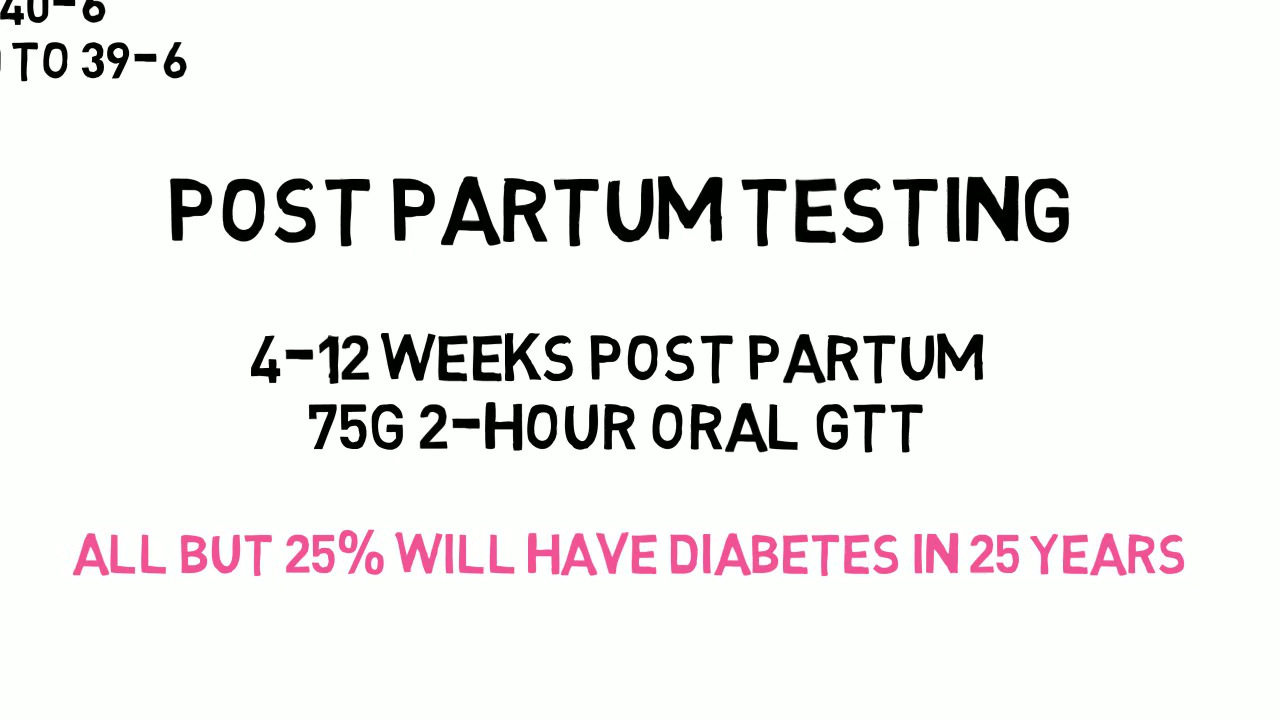 40-6
TO 39-6
POST PARTUM TESTING
4-12 WEEKS POST PARTUM
75G 2-HOUR ORAL GTT
ALL BUT 25% WILL HAVE DIABETES IN 25 YEARS